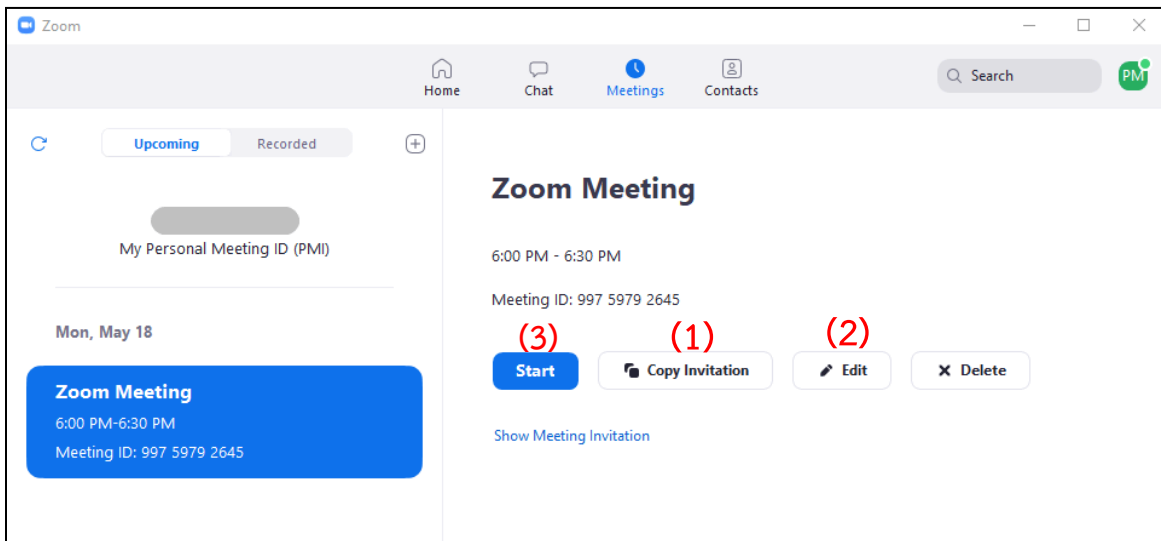 Zoom
Home Chat Meetings Contacts
Search
PM
Upcoming Recorded
My Personal Meeting ID (PMI)
Mon, May 18
Zoom Meeting
6:00 PM-6:30 PM
Meeting ID: 997 5979 2645
Zoom Meeting
6:00 PM - 6:30 PM
Meeting ID: 997 5979 2645
(3) (1) (2)
Start Copy Invitation Edit Delete
Show Meeting Invitation